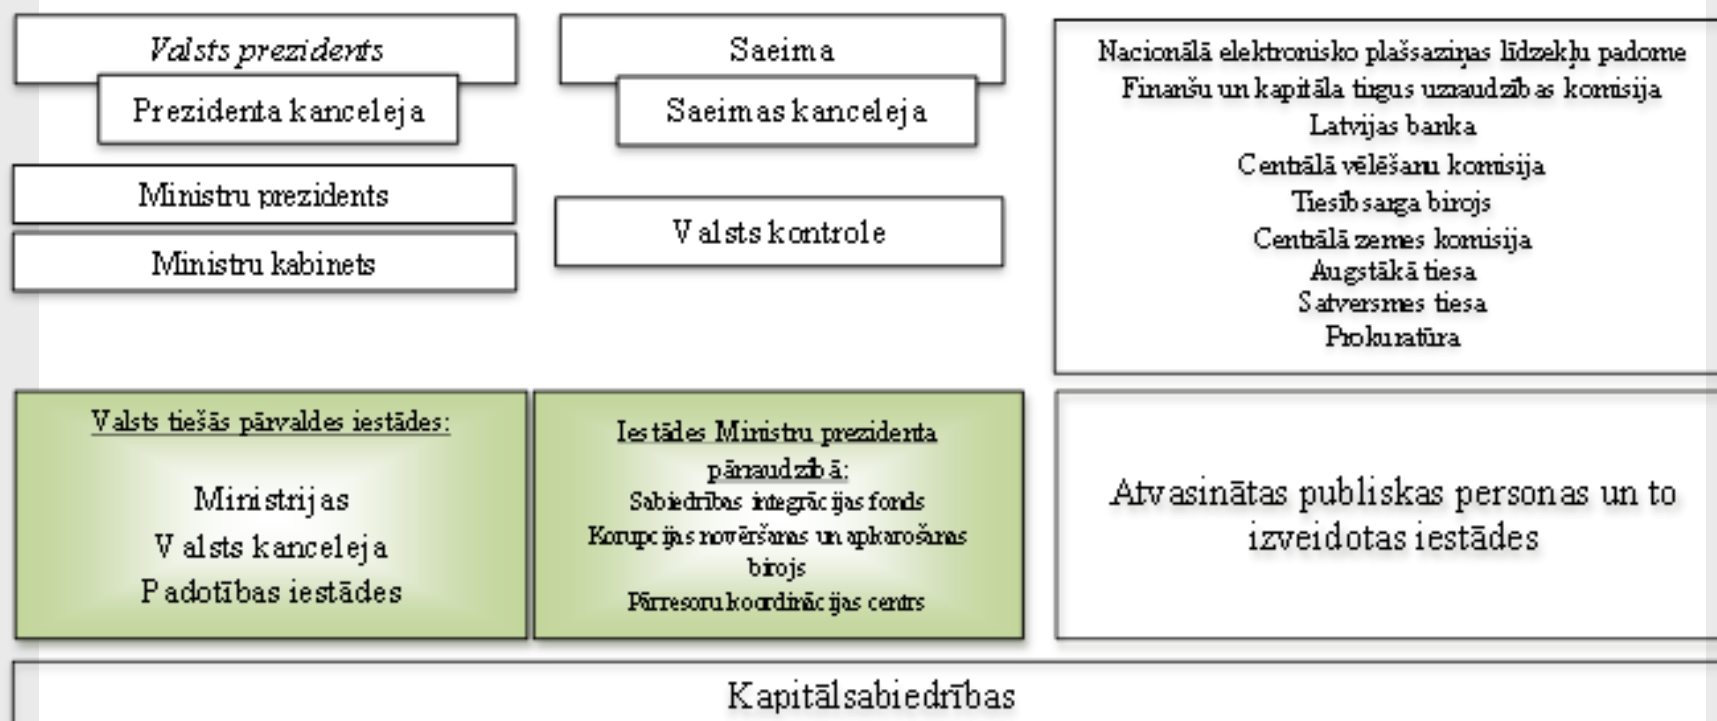 Valsts prezidents
Prezidenta kanceleja
Ministru prezidents
Ministru kabinets
Saeima
Saeimas kanceleja
Valsts kontrole
Nacionālā elektronisko plašsaziņas līdzekļu padome
Finanšu un kapitāla tirgus uzraudzības komisija
Latvijas banka
Centrālā vēlēšanu komisija
Tiesībsarga birojs
Centrālā zemes komisija
Augstākā tiesa
Satversmes tiesa
Prokuratūra
Valsts tiešās pārvaldes iestādes:
Ministrijas
Valsts kanceleja
Padotības iestādes
Iestādes Ministru prezidenta
pārraudzībā:
Sabiedrības integrācijas fonds
Korupcijas novēršanas un apkarošanas
birojs
Pārresoru koordinācijas centrs
Atvasinātas publiskas personas un to
izveidotas iestādes
Kapitālsabiedrības